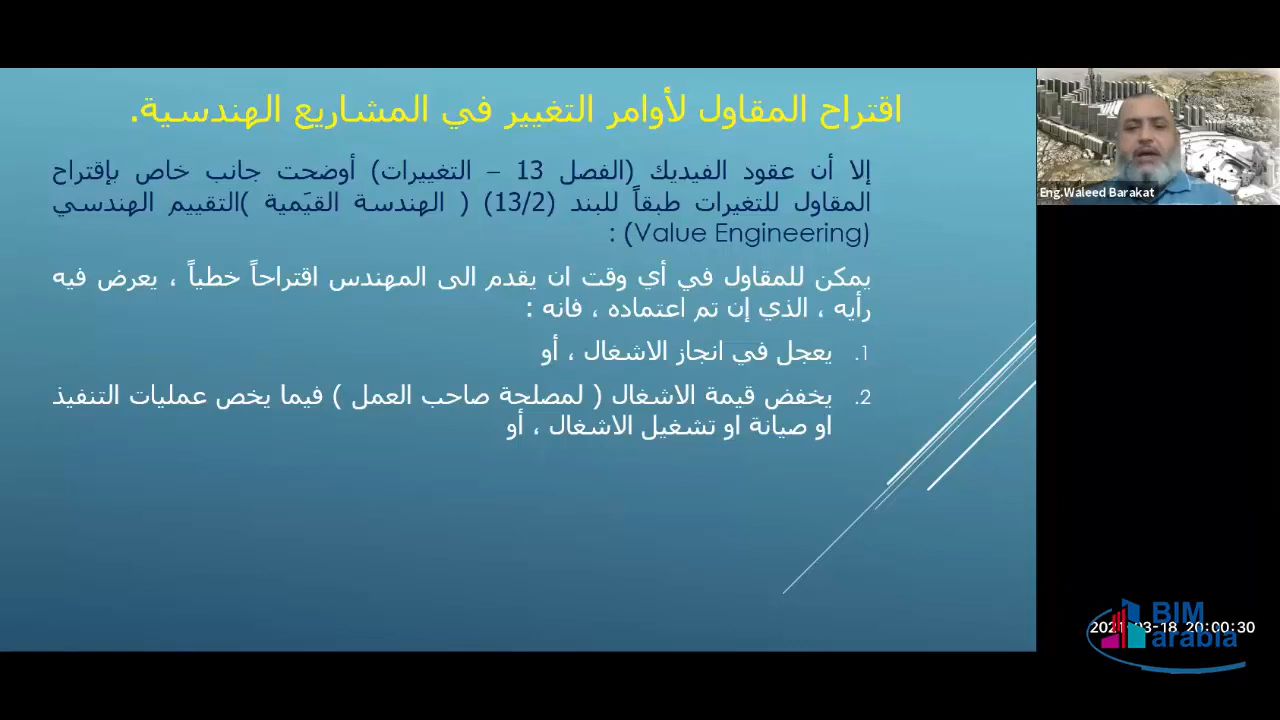 اقتراح المقاول لأوامر التغيير في المشاريع الهندسية.
إلا أن عقود الفيديك (الفصل 13 – التغييرات) أوضحت جانب خاص بإقتراح
المقاول للتغيرات طبقاً للبند (13/2) ( الهندسة القيَمية )التقييم الهندسي
(Value Engineering) :
يمكن للمقاول في أي وقت ان يقدم الى المهندس اقتراحاً خطياً ، يعرض فيه
رأيه ، الذي إن تم اعتماده ، فانه :
1. يعجل في انجاز الاشغال ، أو
2. يخفض قيمة الاشغال ( لمصلحة صاحب العمل ) فيما يخص عمليات التنفيذ
او صيانة او تشغيل الاشغال ، أو
Eng.Waleed Barakat
BIM
2021-03-18 20:00:30
arabia